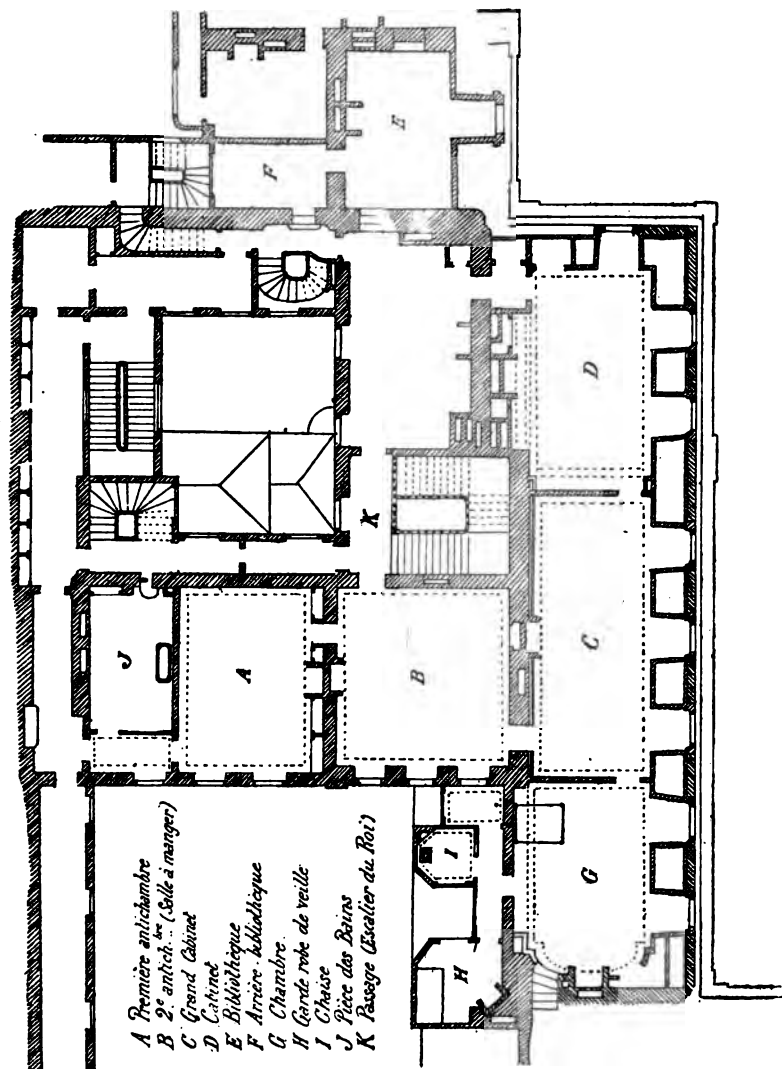 A Première antichambre
B 2e antich.bre (Salle à manger)
C Grand Cabinet
D Cabinet
E Bibliothèque
F Arrière-bibliothèque
G Chambre
H Garde robe de veille
I Chaise
J Pièce des Bains
K Passage (Escalier du Roi)
E
F
D
K
J
A
B
C
I
G
H